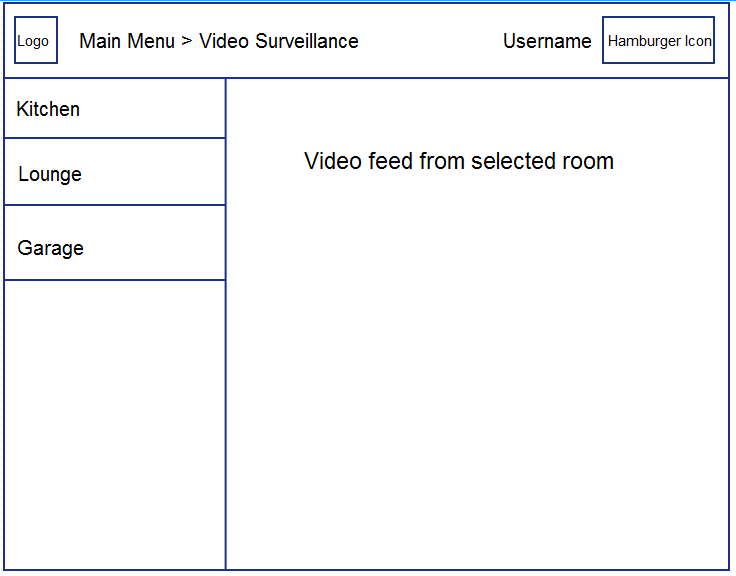 Logo
Main Menu > Video Surveillance
Username
Hamburger Icon
Kitchen
Lounge
Garage
Video feed from selected room